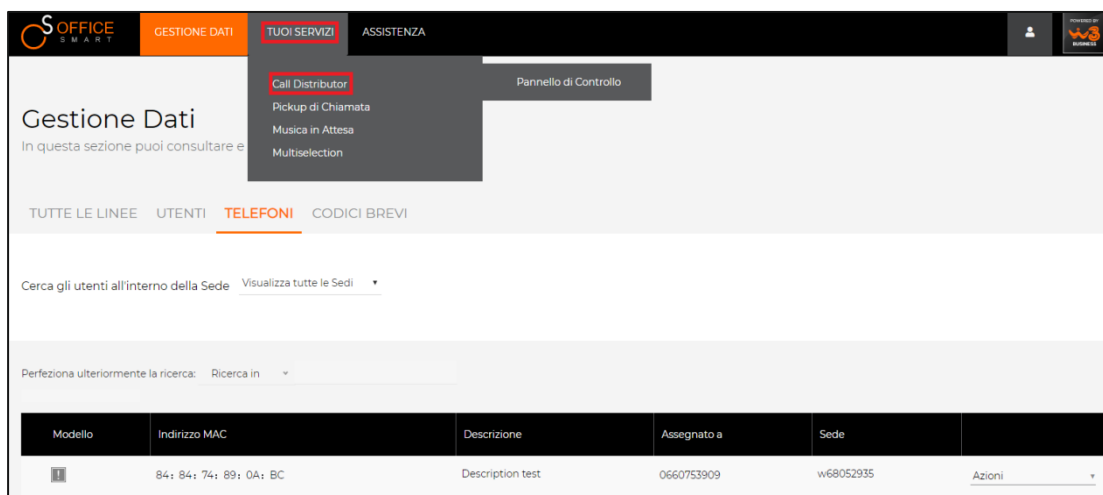 OFFICE
SMART
GESTIONE DATI
TUOI SERVIZI
ASSISTENZA
POWERED BY
W3
BUSINESS
Call Distributor
Pannello di Controllo
Pickup di Chiamata
Musica in Attesa
Multiselection
Gestione Dati
In questa sezione puoi consultare e
TUTTE LE LINEE UTENTI TELEFONI CODICI BREVI
Cerca gli utenti all'interno della Sede Visualizza tutte le Sedi
Perfeziona ulteriormente la ricerca: Ricerca in
Modello Indirizzo MAC Descrizione Assegnato a Sede
84: 84: 74: 89: 0A: BC Description test 0660753909 w68052935 Azioni